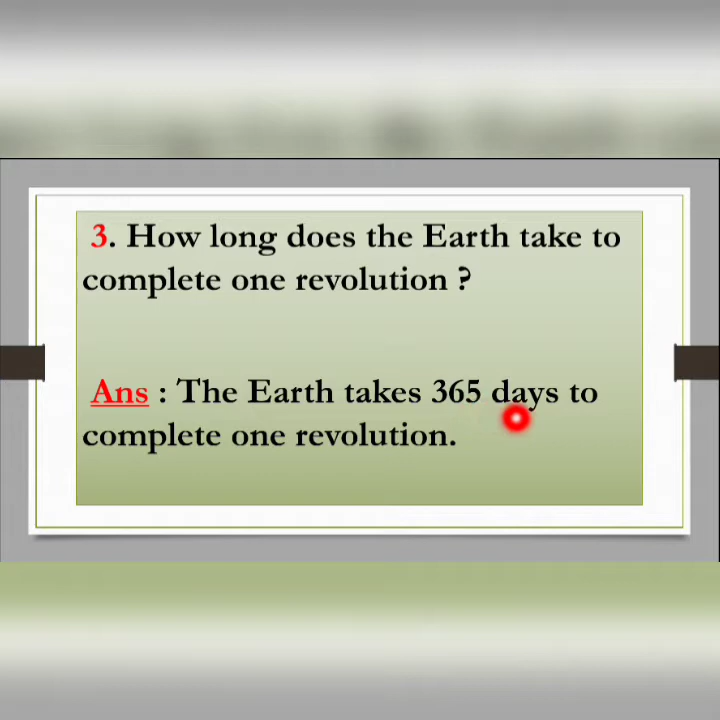 3. How long does the Earth take to
complete one revolution ?
Ans : The Earth takes 365 days to
complete one revolution.